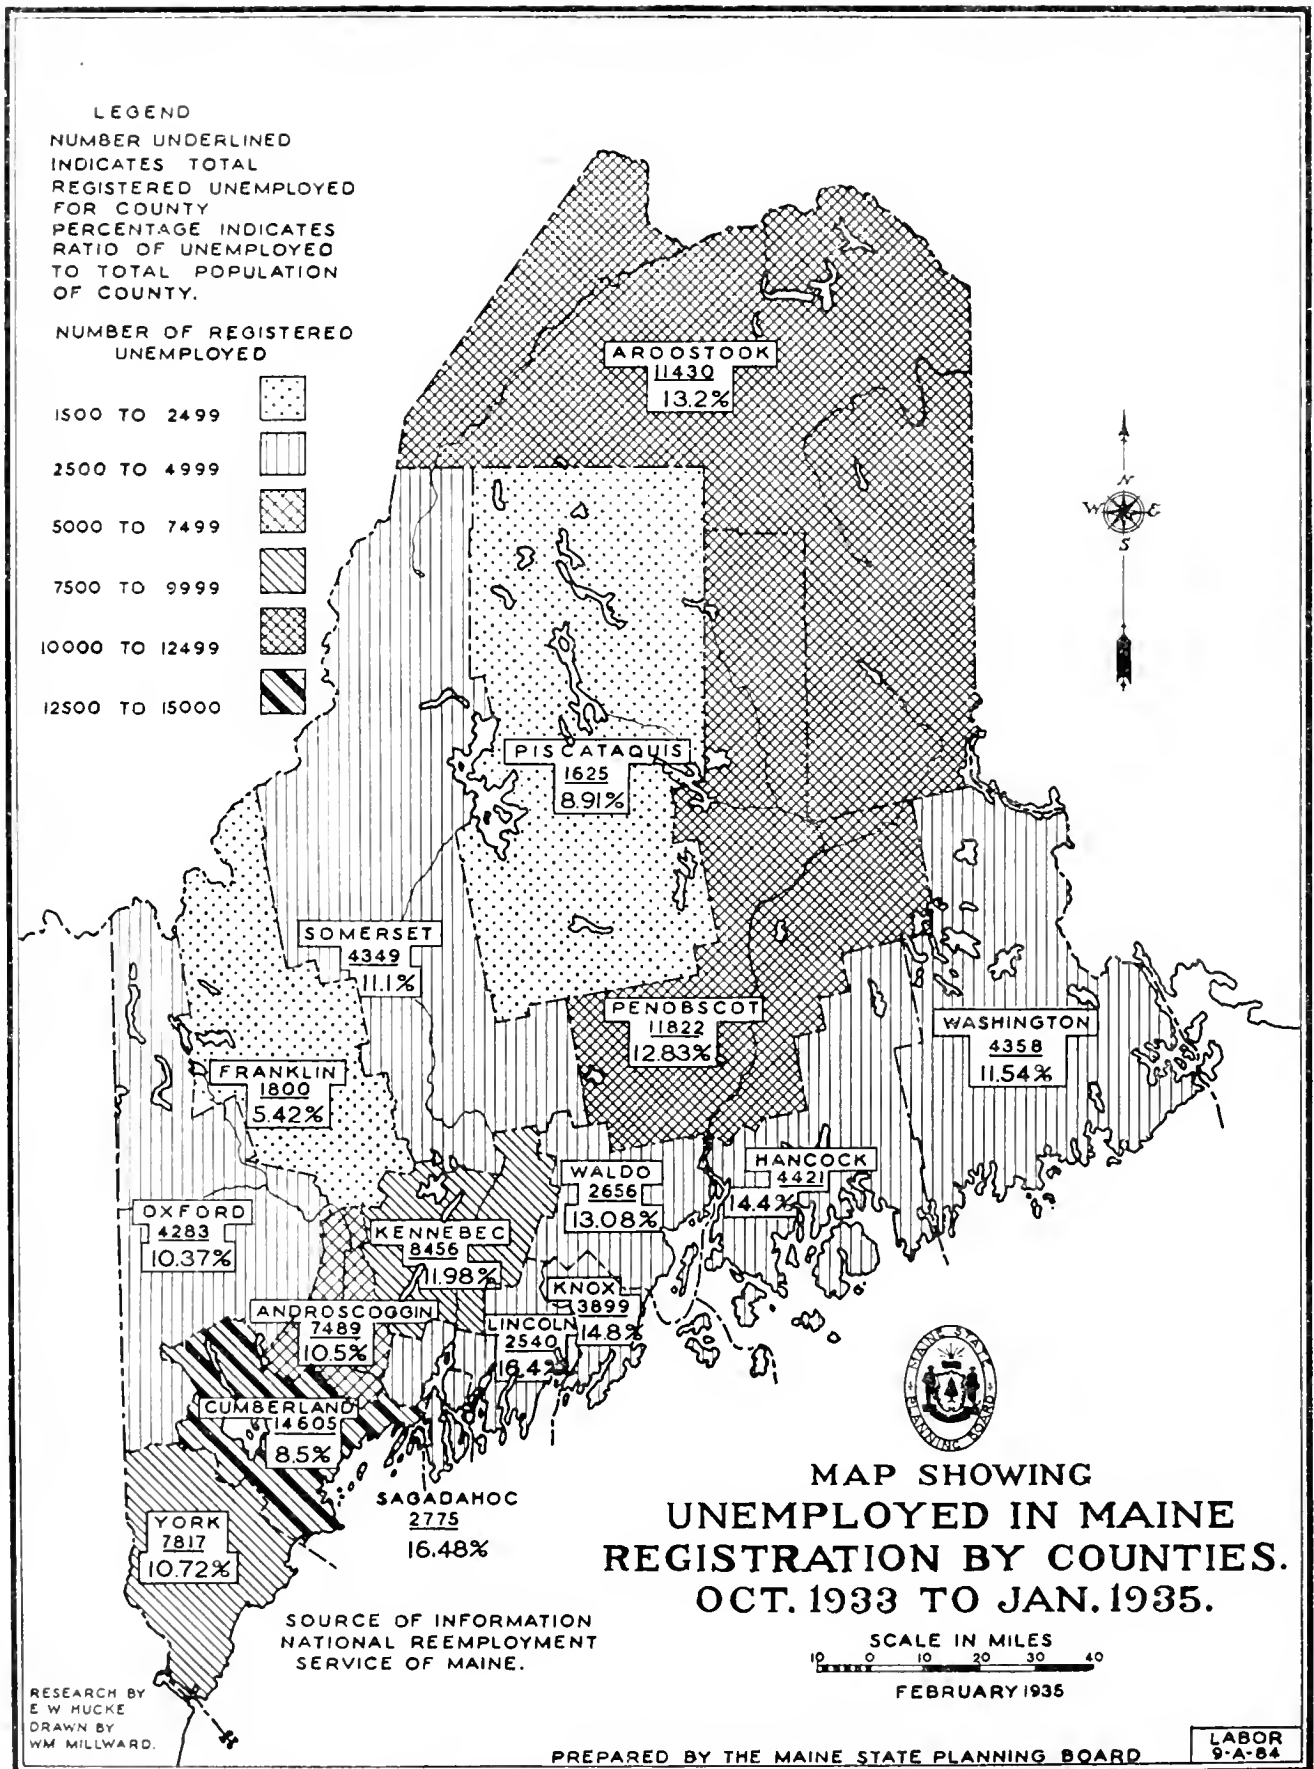 LEGEND
NUMBER UNDERLINED
INDICATES TOTAL
REGISTERED UNEMPLOYED
FOR COUNTY
PERCENTAGE INDICATES
RATIO OF UNEMPLOYED
TO TOTAL POPULATION
OF COUNTY.
NUMBER OF REGISTERED
UNEMPLOYED
1500 TO 2499
2500 TO 4999
5000 TO 7499
7500 TO 9999
10000 TO 12499
12500 TO 15000
AROOSTOOK
11430
13.2%
N
W E
S
PISCATAQUIS
1625
8.91%
SOMERSET
4349
11.1%
PENOBSCOT
11822
12.83%
WASHINGTON
4358
11.54%
FRANKLIN
1800
5.42%
WALDO
2656
13.08%
HANCOCK
4421
14.4%
OXFORD
4283
10.37%
KENNEBEC
8456
11.98%
KNOX
3899
14.8%
ANDROSCOGGIN
7489
10.5%
LINCOLN
2540
16.4%
CUMBERLAND
14605
8.5%
SAGADAHOC
2775
16.48%
YORK
7817
10.72%
MAINE STATE
PLANNING BOARD
MAP SHOWING
UNEMPLOYED IN MAINE
REGISTRATION BY COUNTIES.
OCT. 1933 TO JAN. 1935.
SCALE IN MILES
10 0 10 20 30 40
FEBRUARY 1935
SOURCE OF INFORMATION
NATIONAL REEMPLOYMENT
SERVICE OF MAINE.
RESEARCH BY
E W HUCKE
DRAWN BY
WM MILLWARD.
PREPARED BY THE MAINE STATE PLANNING BOARD
LABOR
9-A-84